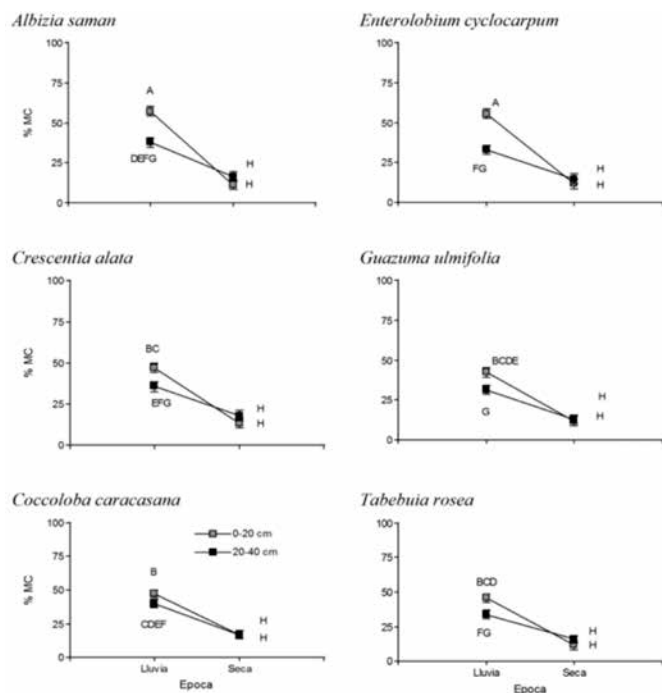 Albizia saman
100
75
A
% MC
50
25
DEFG
H
H
0
Enterolobium cyclocarpum
100
75
A
50
25
FG
H
H
0
Crescentia alata
100
75
BC
% MC
50
25
EFG
H
H
0
Guazuma ulmifolia
100
75
BCDE
50
25
G
H
H
0
Coccoloba caracasana
100
0-20 cm
75
20-40 cm
B
% MC
50
25
CDEF
H
H
0
Lluvia Seca
Epoca
Tabebuia rosea
100
75
BCD
50
25
FG
H
H
0
Lluvia Seca
Epoca